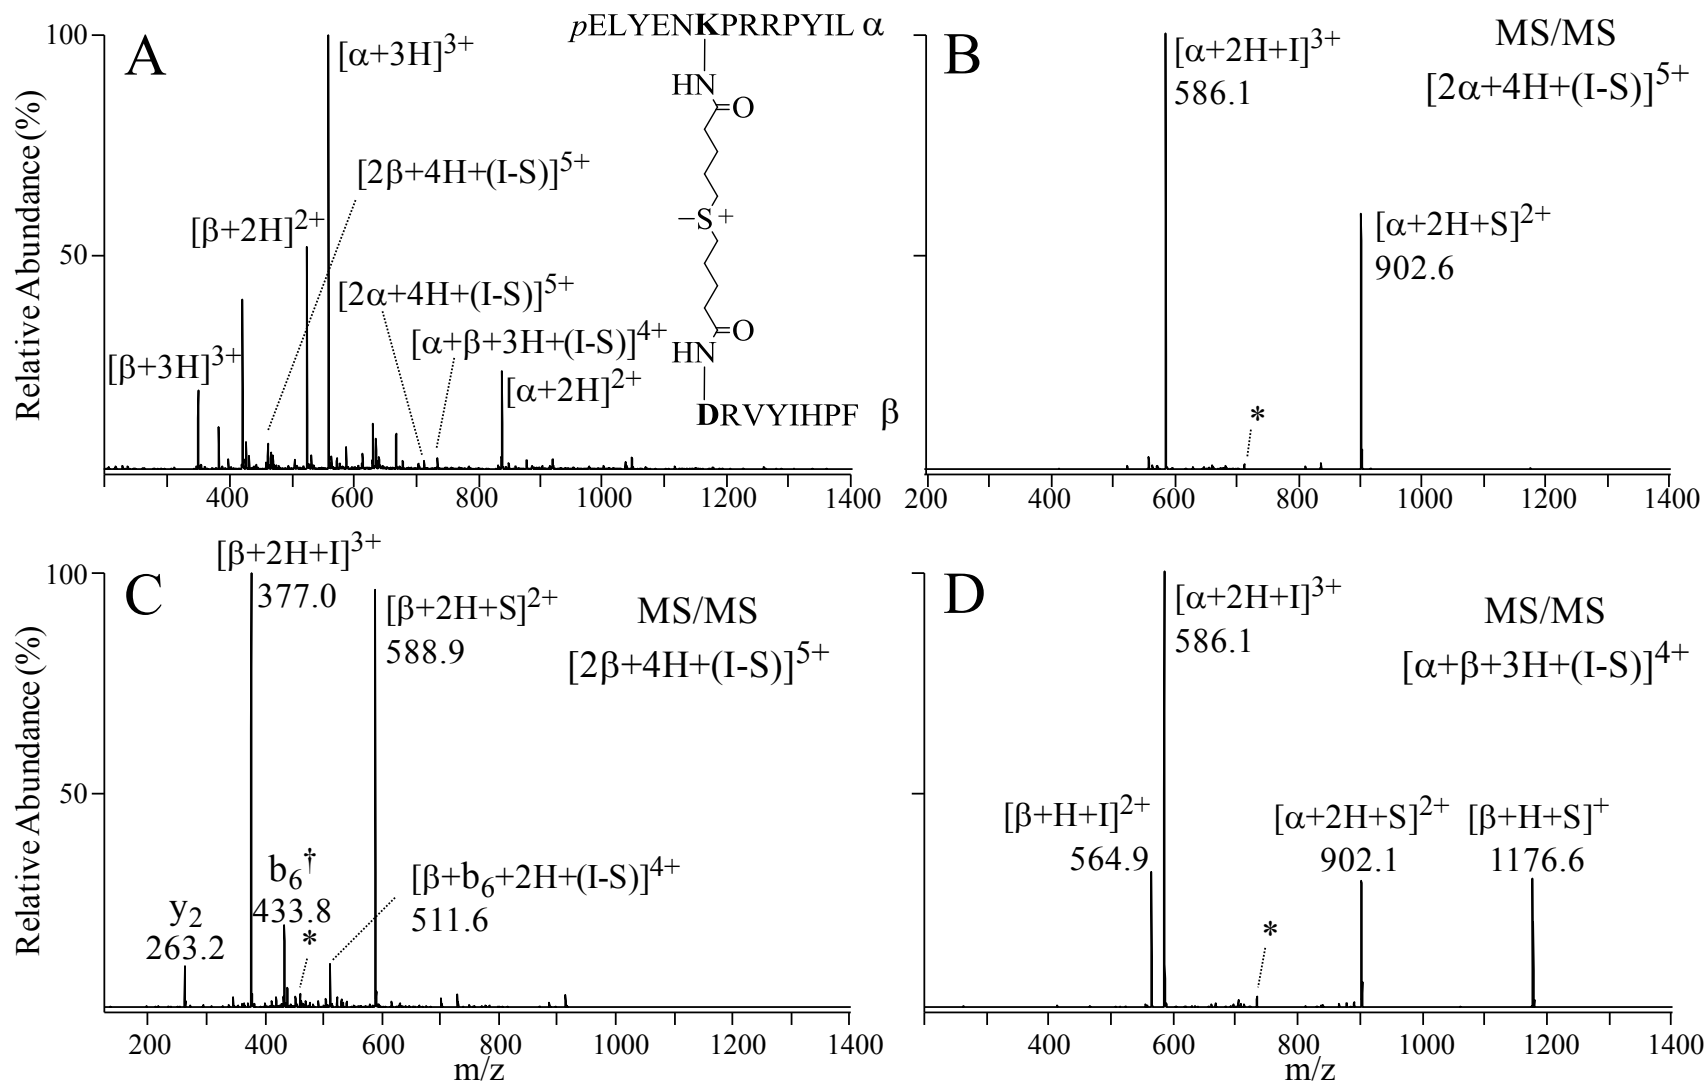 A
Relative Abundance (%)
100
50
[α+3H]³⁺
[2β+4H+(I-S)]⁵⁺
[β+2H]²⁺
[2α+4H+(I-S)]⁵⁺
[α+β+3H+(I-S)]⁴⁺
[β+3H]³⁺
[α+2H]²⁺
pELYENKPRRPYIL α
HN
O
S +
O
HN
DRVYIHPF β
400 600 800 1000 1200 1400
B
MS/MS
[2α+4H+(I-S)]⁵⁺
[α+2H+I]³⁺
586.1
[α+2H+S]²⁺
902.6
*
200 400 600 800 1000 1200 1400
C
Relative Abundance (%)
100
50
[β+2H+I]³⁺
377.0
[β+2H+S]²⁺
588.9
MS/MS
[2β+4H+(I-S)]⁵⁺
b₆†
433.8
*
[β+b₆+2H+(I-S)]⁴⁺
511.6
y₂
263.2
200 400 600 800 1000 1200 1400
m/z
D
[α+2H+I]³⁺
586.1
MS/MS
[α+β+3H+(I-S)]⁴⁺
[β+H+I]²⁺
564.9
[α+2H+S]²⁺
902.1
[β+H+S]⁺
1176.6
*
400 600 800 1000 1200 1400
m/z